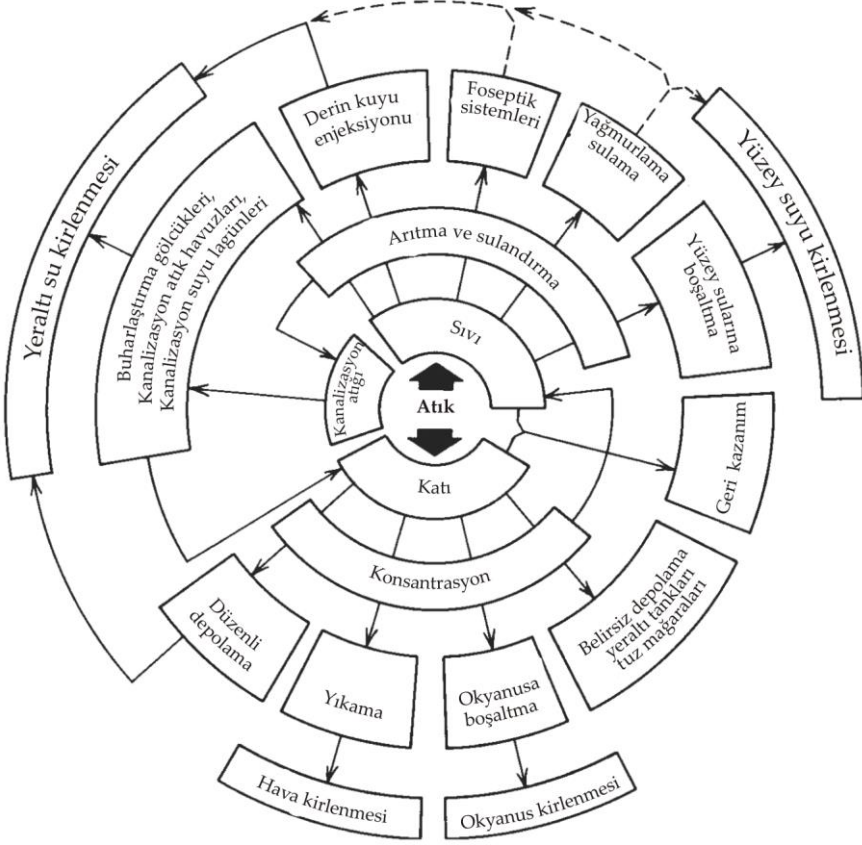 Derin kuyu
enjeksiyonu
Foseptik
sistemleri
Yağmurlama
sulama
Yeraltı su kirlenmesi
Yüzey suyu kirlenmesi
Buharlaştırma gölcükleri,
Kanalizasyon atık havuzları,
Kanalizasyon suyu lagünleri
Arıtma ve sulandırma
Yüzey sularına
boşaltma
Sıvı
Kanalizasyon
atığı
Atık
Katı
Geri kazanım
Konsantrasyon
Düzenli
depolama
Yıkama
Okyanusa
boşaltma
Belirsiz depolama
yeraltı tankları
tuz mağaraları
Hava kirlenmesi
Okyanus kirlenmesi